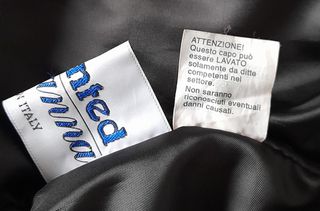 ATTENZIONE!
Questo capo può
essere LAVATO
solamente da ditte
competenti nel
settore.
Non saranno
riconosciuti eventuali
danni causati.
nted
ITALY